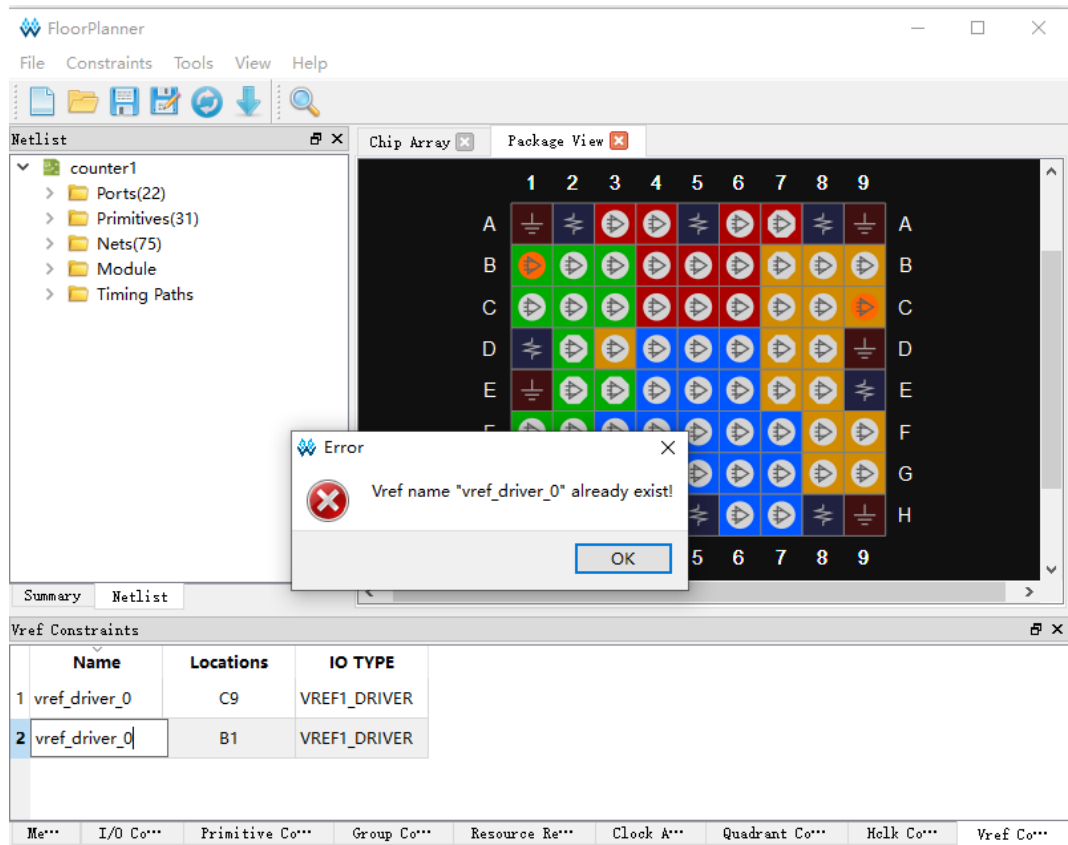 FloorPlanner
File Constraints Tools View Help
Netlist
Chip Array Package View
counter1
Ports(22)
Primitives(31)
Nets(75)
Module
Timing Paths
1 2 3 4 5 6 7 8 9
A A
B B
C C
D D
E E
F
G
H
5 6 7 8 9
Error
Vref name "vref_driver_0" already exist!
OK
Summary Netlist
Vref Constraints
Name Locations IO TYPE
1 vref_driver_0 C9 VREF1_DRIVER
2 vref_driver_0 B1 VREF1_DRIVER
Me··· I/O Co··· Primitive Co··· Group Co··· Resource Re··· Clock A··· Quadrant Co··· Hclk Co··· Vref Co···